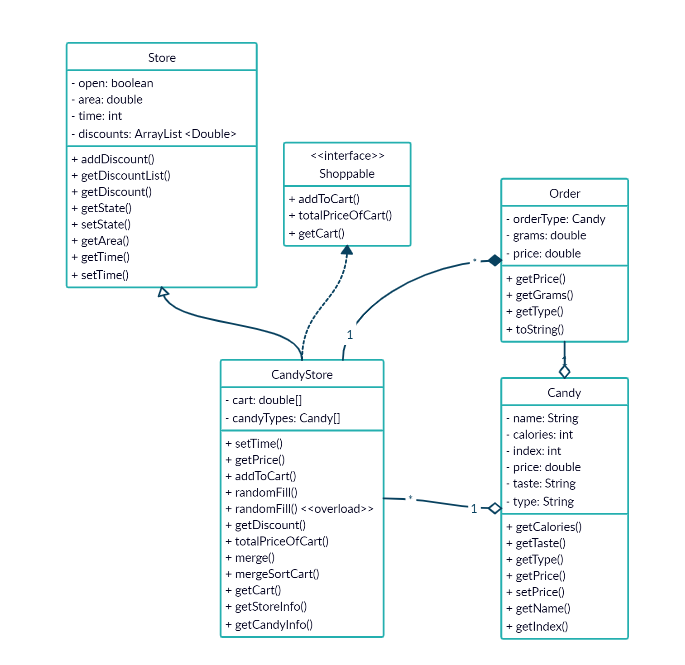 Store
- open: boolean
- area: double
- time: int
- discounts: ArrayList <Double>
+ addDiscount()
+ getDiscountList()
+ getDiscount()
+ getState()
+ setState()
+ getArea()
+ getTime()
+ setTime()
<<interface>>
Shoppable
+ addToCart()
+ totalPriceOfCart()
+ getCart()
Order
- orderType: Candy
- grams: double
- price: double
+ getPrice()
+ getGrams()
+ getType()
+ toString()
*
1
1
CandyStore
- cart: double[]
- candyTypes: Candy[]
+ setTime()
+ getPrice()
+ addToCart()
+ randomFill()
+ randomFill() <<overload>>
+ getDiscount()
+ totalPriceOfCart()
+ merge()
+ mergeSortCart()
+ getCart()
+ getStoreInfo()
+ getCandyInfo()
*
1
Candy
- name: String
- calories: int
- index: int
- price: double
- taste: String
- type: String
+ getCalories()
+ getTaste()
+ getType()
+ getPrice()
+ setPrice()
+ getName()
+ getIndex()